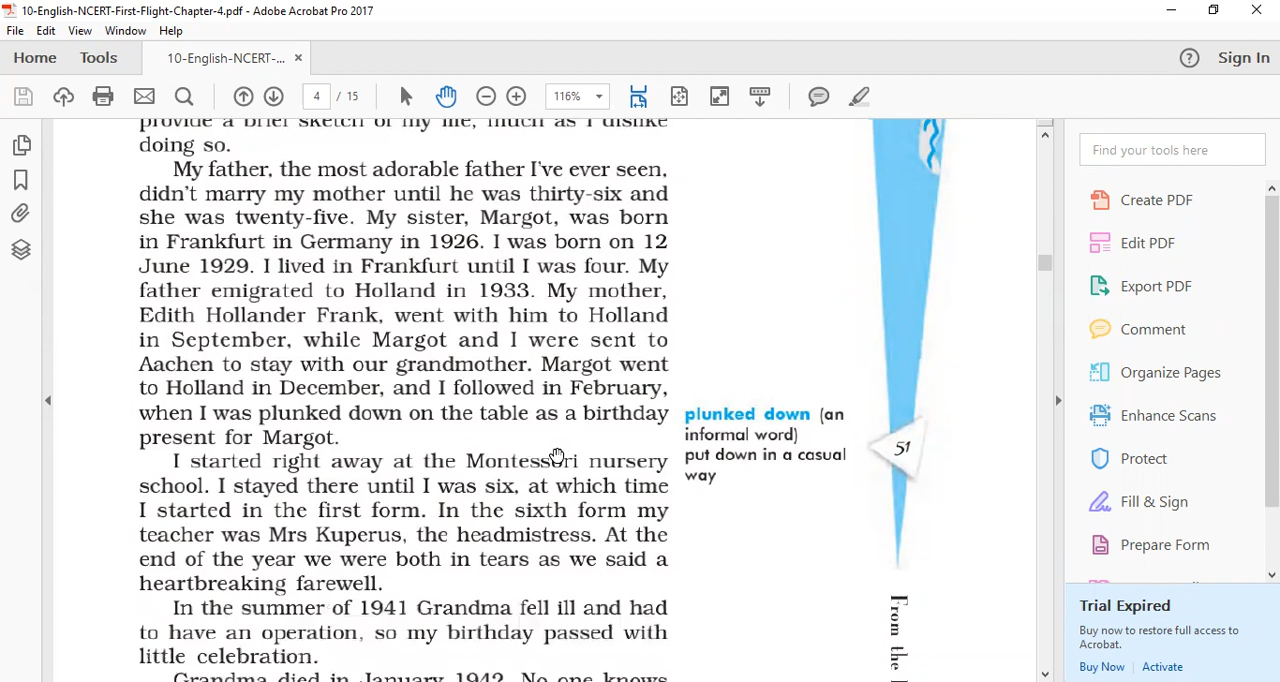 10-English-NCERT-First-Flight-Chapter-4.pdf - Adobe Acrobat Pro 2017
File Edit View Window Help
Home Tools 10-English-NCERT-... × Sign In
4 / 15 116%
provide a brief sketch of my life, much as I dislike
doing so.
My father, the most adorable father I've ever seen,
didn't marry my mother until he was thirty-six and
she was twenty-five. My sister, Margot, was born
in Frankfurt in Germany in 1926. I was born on 12
June 1929. I lived in Frankfurt until I was four. My
father emigrated to Holland in 1933. My mother,
Edith Hollander Frank, went with him to Holland
in September, while Margot and I were sent to
Aachen to stay with our grandmother. Margot went
to Holland in December, and I followed in February,
when I was plunked down on the table as a birthday
present for Margot.
I started right away at the Montessori nursery
school. I stayed there until I was six, at which time
I started in the first form. In the sixth form my
teacher was Mrs Kuperus, the headmistress. At the
end of the year we were both in tears as we said a
heartbreaking farewell.
In the summer of 1941 Grandma fell ill and had
to have an operation, so my birthday passed with
little celebration.
Grandma died in January 1942. No one knows
plunked down (an
informal word)
put down in a casual
way
51
From the
Find your tools here
Create PDF
Edit PDF
Export PDF
Comment
Organize Pages
Enhance Scans
Protect
Fill & Sign
Prepare Form
Trial Expired
Buy now to restore full access to
Acrobat.
Buy Now Activate